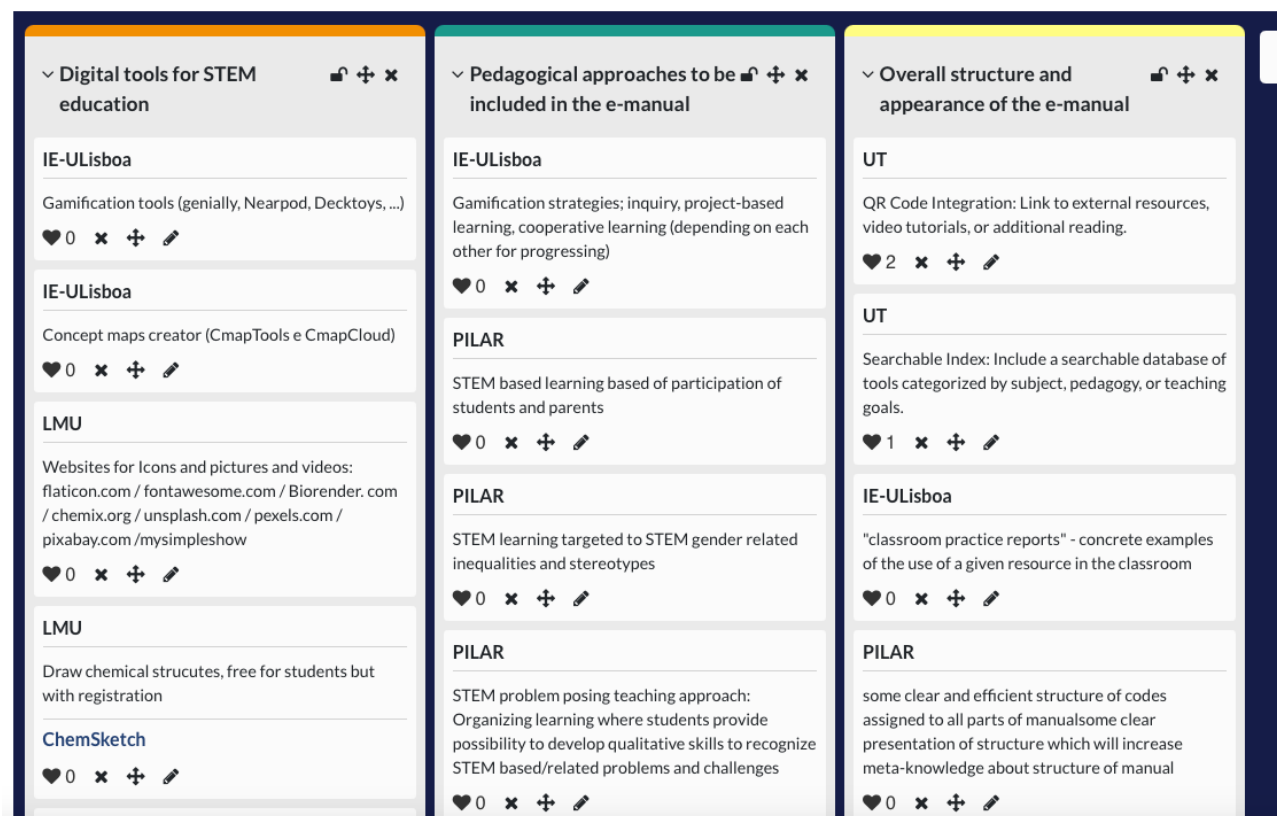 Digital tools for STEM
education
IE-ULisboa
Gamification tools (genially, Nearpod, Decktoys, ...)
0
IE-ULisboa
Concept maps creator (CmapTools e CmapCloud)
0
LMU
Websites for Icons and pictures and videos:
flaticon.com / fontawesome.com / Biorender. com
/ chemix.org / unsplash.com / pexels.com /
pixabay.com /mysimpleshow
0
LMU
Draw chemical strucutes, free for students but
with registration
ChemSketch
0
Pedagogical approaches to be
included in the e-manual
IE-ULisboa
Gamification strategies; inquiry, project-based
learning, cooperative learning (depending on each
other for progressing)
0
PILAR
STEM based learning based of participation of
students and parents
0
PILAR
STEM learning targeted to STEM gender related
inequalities and stereotypes
0
PILAR
STEM problem posing teaching approach:
Organizing learning where students provide
possibility to develop qualitative skills to recognize
STEM based/related problems and challenges
0
Overall structure and
appearance of the e-manual
UT
QR Code Integration: Link to external resources,
video tutorials, or additional reading.
2
UT
Searchable Index: Include a searchable database of
tools categorized by subject, pedagogy, or teaching
goals.
1
IE-ULisboa
"classroom practice reports" - concrete examples
of the use of a given resource in the classroom
0
PILAR
some clear and efficient structure of codes
assigned to all parts of manualsome clear
presentation of structure which will increase
meta-knowledge about structure of manual
0